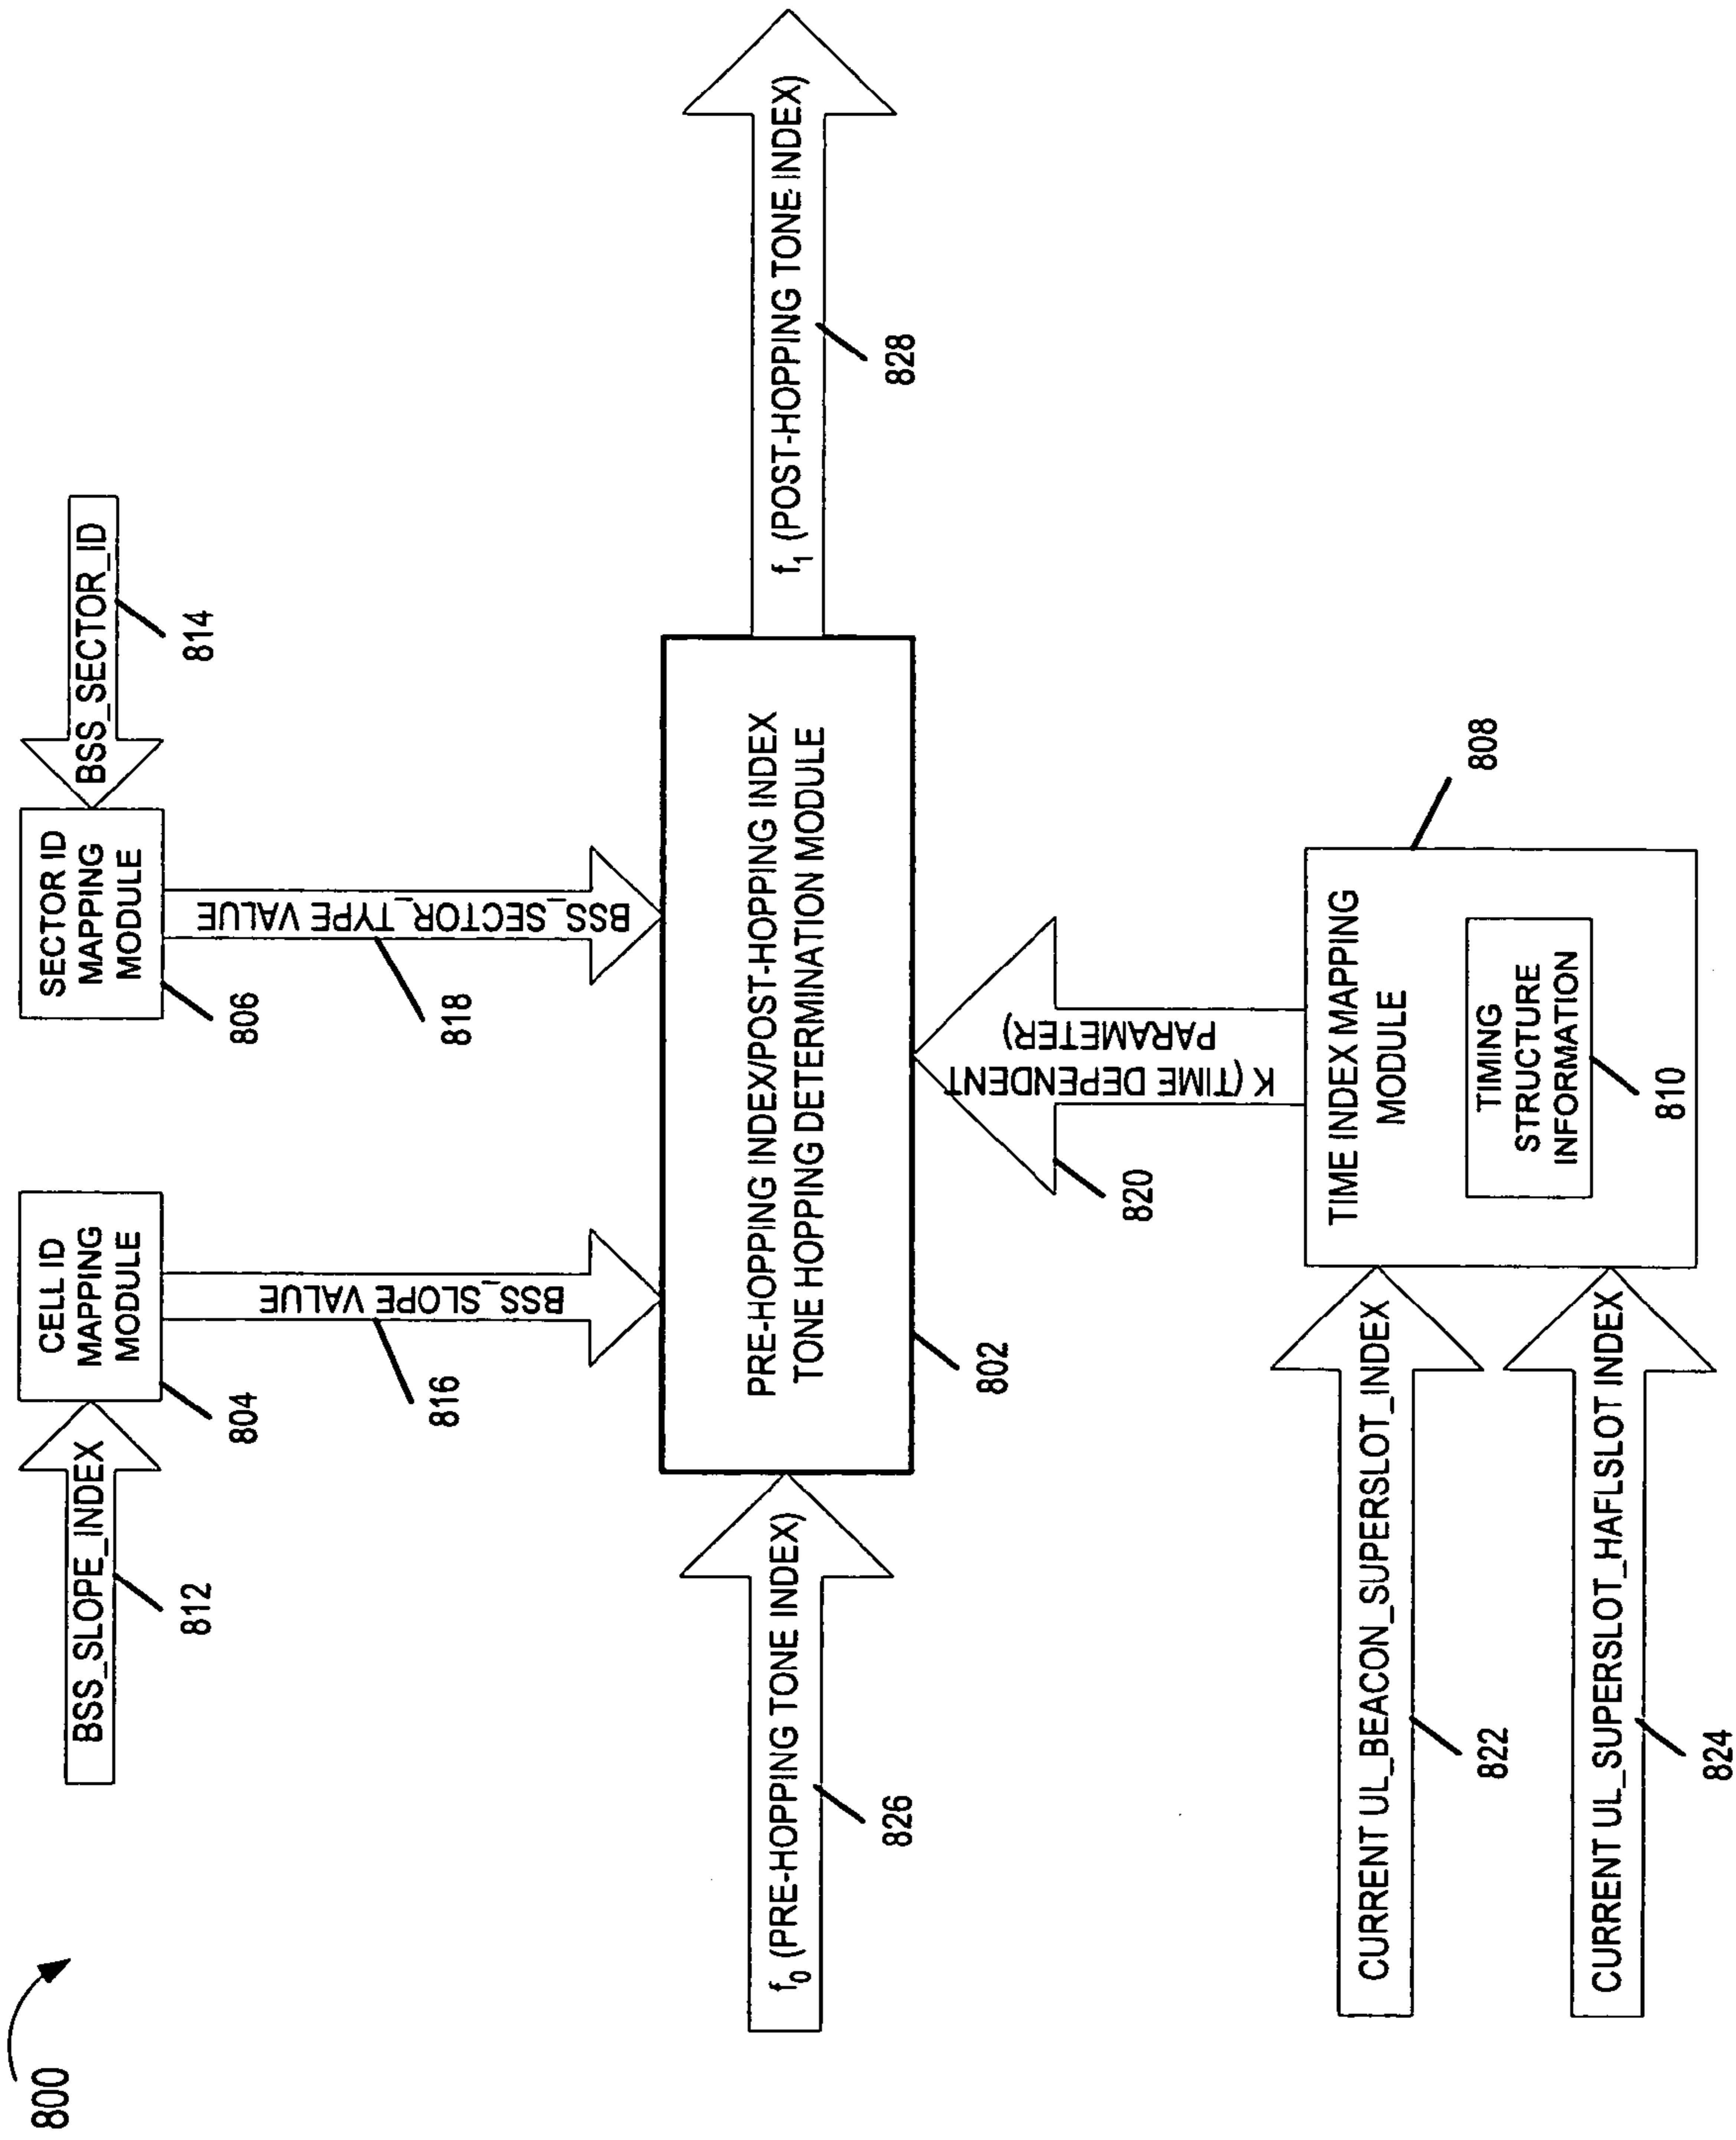 800
BSS_SLOPE_INDEX
812
CELL ID
MAPPING
MODULE
804
BSS_SLOPE VALUE
816
SECTOR ID
MAPPING
MODULE
806
BSS_SECTOR_ID
814
BSS_SECTOR_TYPE VALUE
818
f0 (PRE-HOPPING TONE INDEX)
826
PRE-HOPPING INDEX/POST-HOPPING INDEX
TONE HOPPING DETERMINATION MODULE
802
f1 (POST-HOPPING TONE INDEX)
828
K (TIME DEPENDENT
PARAMETER)
820
CURRENT UL_BEACON_SUPERSLOT_INDEX
822
CURRENT UL_SUPERSLOT_HAFLSLOT INDEX
824
TIME INDEX MAPPING
MODULE
808
TIMING
STRUCTURE
INFORMATION
810